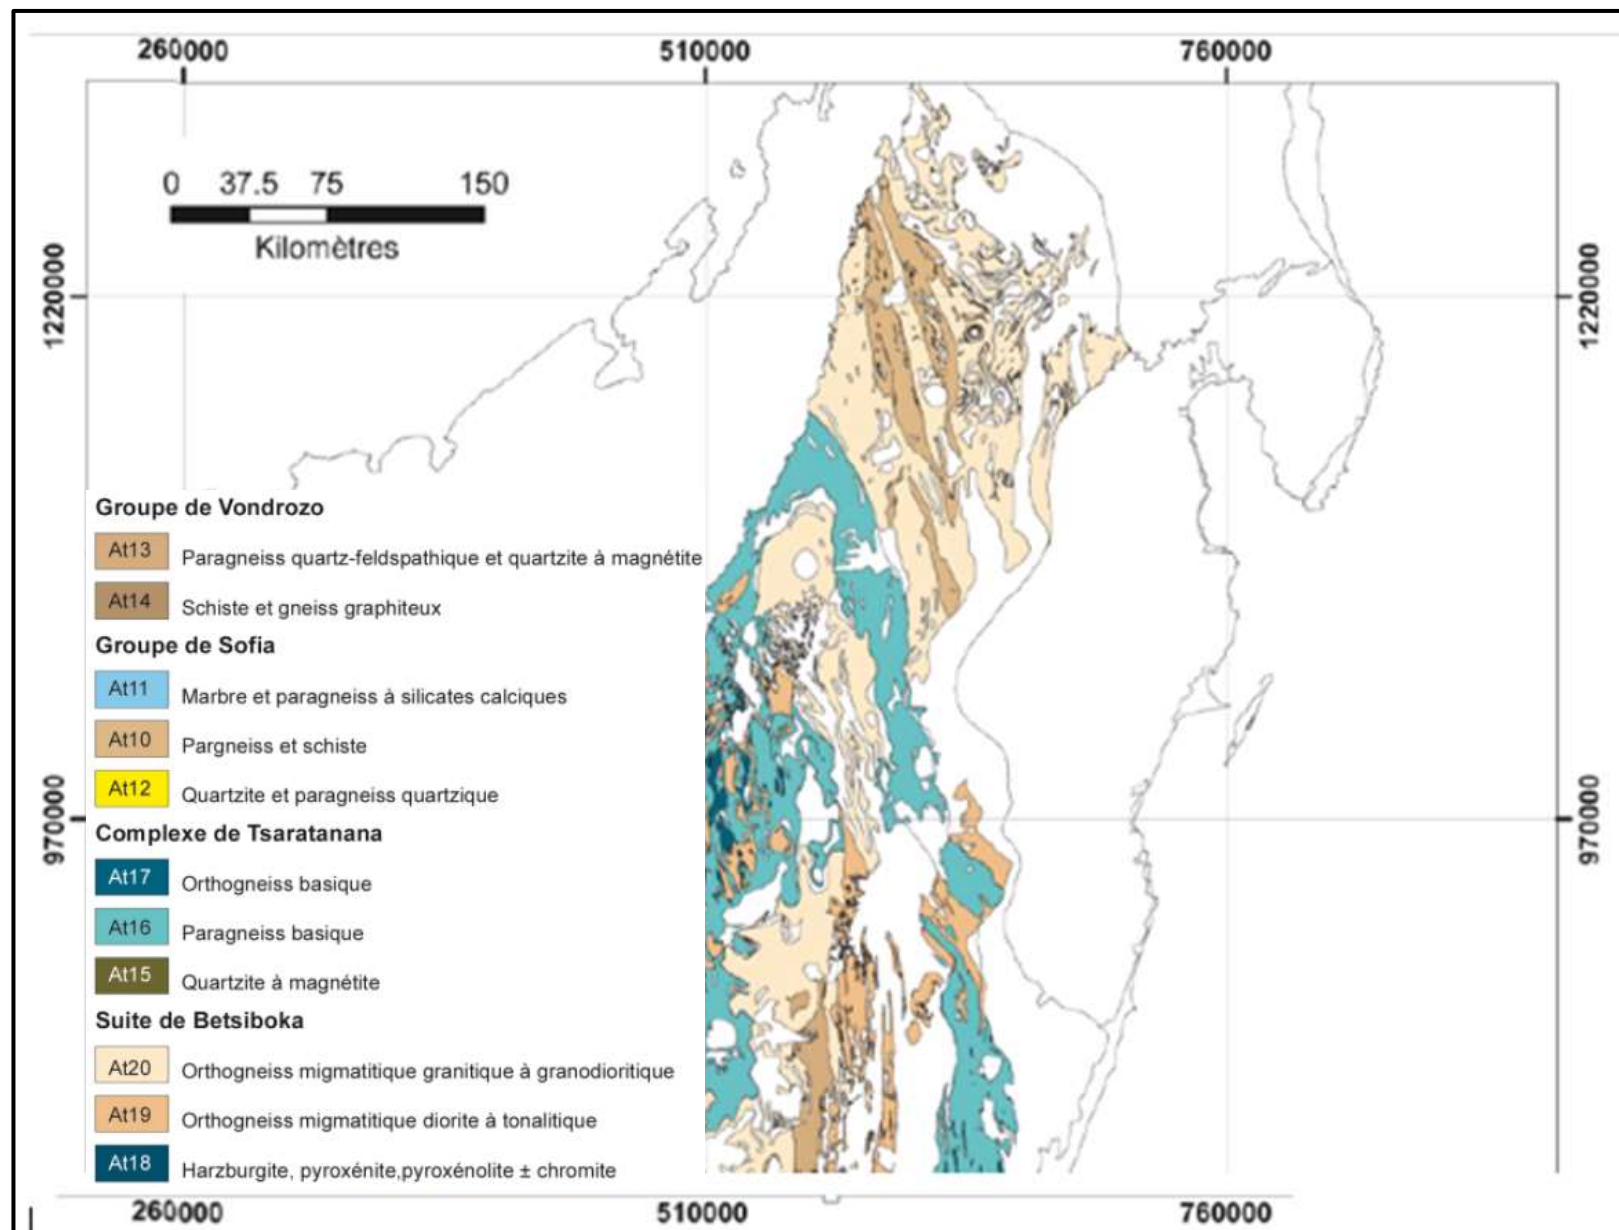 260000 510000 760000
0 37.5 75 150
Kilomètres
1220000 1220000
Groupe de Vondrozo
At13 Paragneiss quartz-feldspathique et quartzite à magnétite
At14 Schiste et gneiss graphiteux
Groupe de Sofia
At11 Marbre et paragneiss à silicates calciques
At10 Pargneiss et schiste
At12 Quartzite et paragneiss quartzique
970000 970000
Complexe de Tsaratanana
At17 Orthogneiss basique
At16 Paragneiss basique
At15 Quartzite à magnétite
Suite de Betsiboka
At20 Orthogneiss migmatitique granitique à granodioritique
At19 Orthogneiss migmatitique diorite à tonalitique
At18 Harzburgite, pyroxénite,pyroxénolite ± chromite
260000 510000 760000